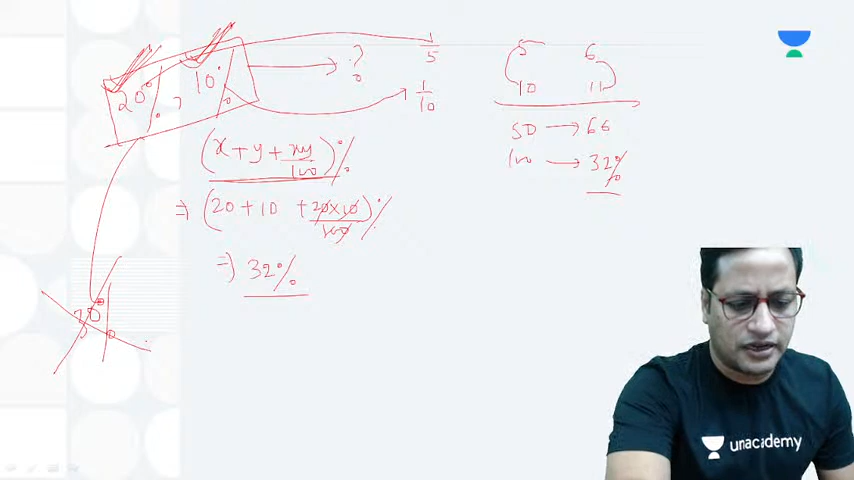 20%, 10% → ?
1/5
1/10
(x + y + xy/100)%
⇒ (20 + 10 + 20×10/100)%
⇒ 32%
30%
5 6
10 11
50 → 66
100 → 32%
unacademy